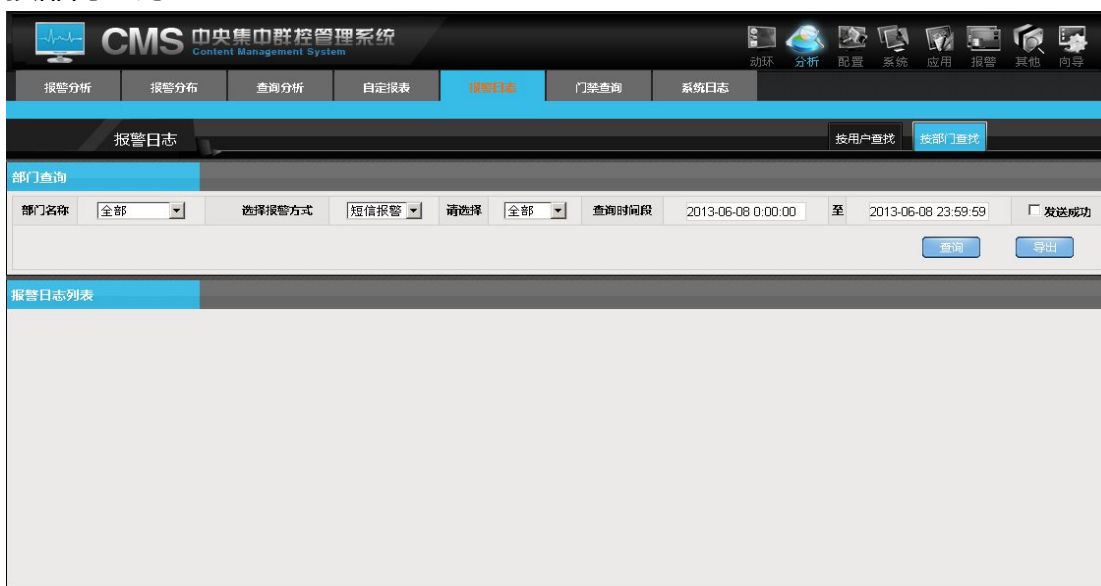 CMS 中央集中群控管理系统
Content Management System
动环 分析 配置 系统 应用 报警 其他 向导
报警分析 报警分布 查询分析 自定报表 报警日志 门禁查询 系统日志
报警日志 按用户查找 按部门查找
部门查询
部门名称 全部 选择报警方式 短信报警 请选择 全部 查询时间段 2013-06-08 0:00:00 至 2013-06-08 23:59:59 发送成功
查询 导出
报警日志列表